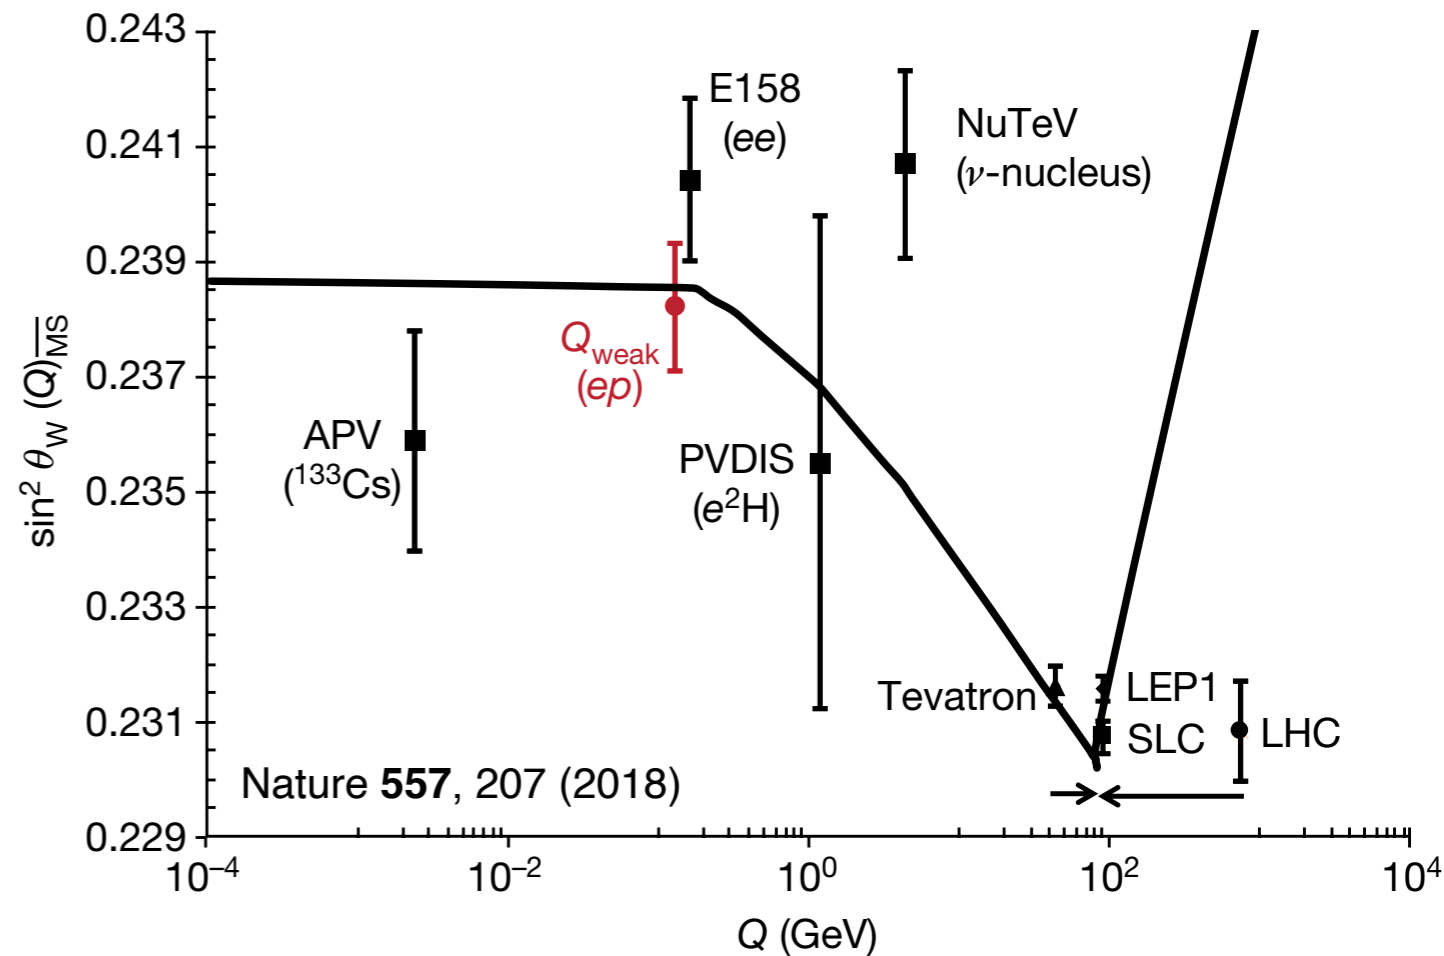 0.243
0.241
0.239
0.237
0.235
0.233
0.231
0.229
sin² θ_W (Q)_M̅S̅
E158
(ee)
NuTeV
(ν-nucleus)
Q_weak
(ep)
APV
(¹³³Cs)
PVDIS
(e²H)
Tevatron
LEP1
SLC
LHC
Nature 557, 207 (2018)
10⁻⁴ 10⁻² 10⁰ 10² 10⁴
Q (GeV)